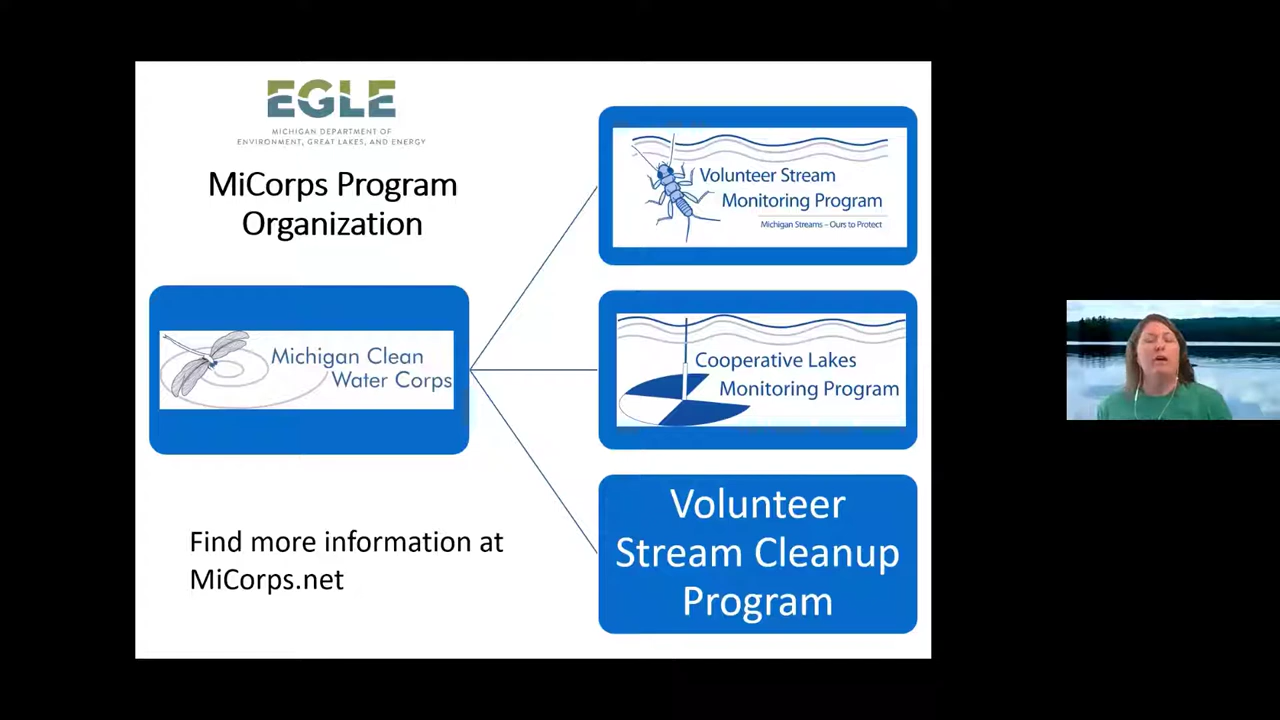 EGLE
MICHIGAN DEPARTMENT OF
ENVIRONMENT, GREAT LAKES, AND ENERGY
MiCorps Program
Organization
Michigan Clean
Water Corps
Find more information at
MiCorps.net
Volunteer Stream
Monitoring Program
Michigan Streams – Ours to Protect
Cooperative Lakes
Monitoring Program
Volunteer
Stream Cleanup
Program